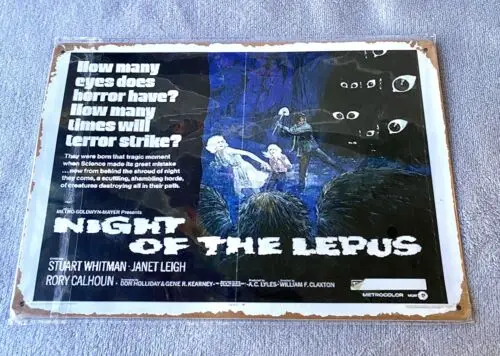 How many
eyes does
horror have?
How many
times will
terror strike?
They were born that tragic moment
when Science made its great mistake
...now from behind the shroud of night
they come, a scuttling, shambling horde,
of creatures destroying all in their path.
METRO-GOLDWYN-MAYER Presents
NIGHT
OF THE LEPUS
STUART WHITMAN · JANET LEIGH
RORY CALHOUN
DON HOLLIDAY & GENE R. KEARNEY
A.C. LYLES
WILLIAM F. CLAXTON
METROCOLOR MGM